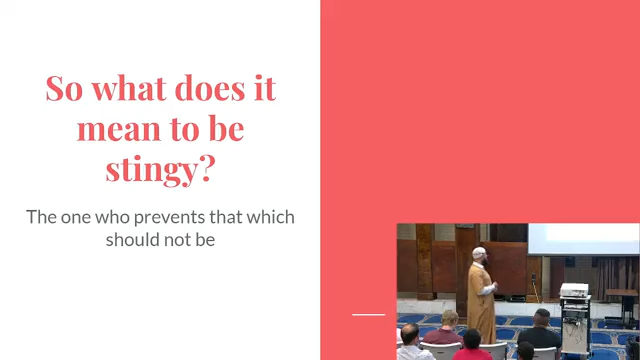 So what does it
mean to be
stingy?
The one who prevents that which
should not be